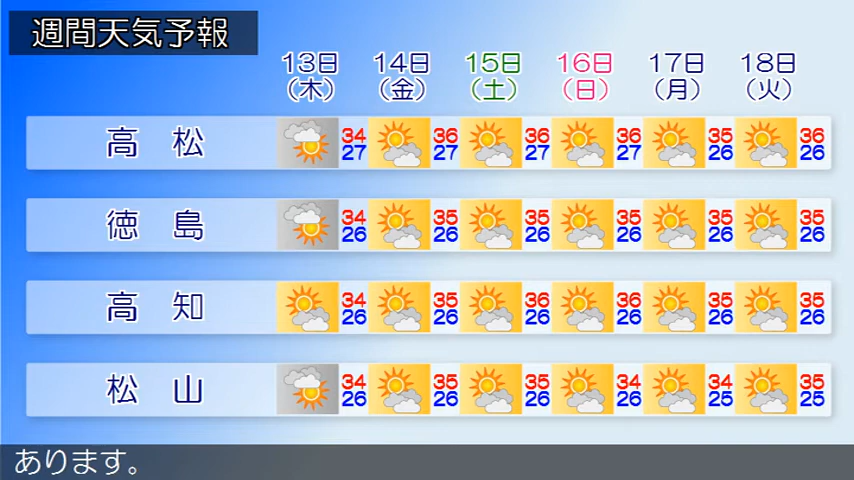 週間天気予報
13日 14日 15日 16日 17日 18日
(木) (金) (土) (日) (月) (火)
高松 34 36 36 36 35 36
27 27 27 27 26 26
徳島 34 35 35 35 35 35
26 26 26 26 26 26
高知 34 35 36 36 35 35
26 26 26 26 26 26
松山 34 35 35 34 34 35
26 26 26 26 25 25
あります。